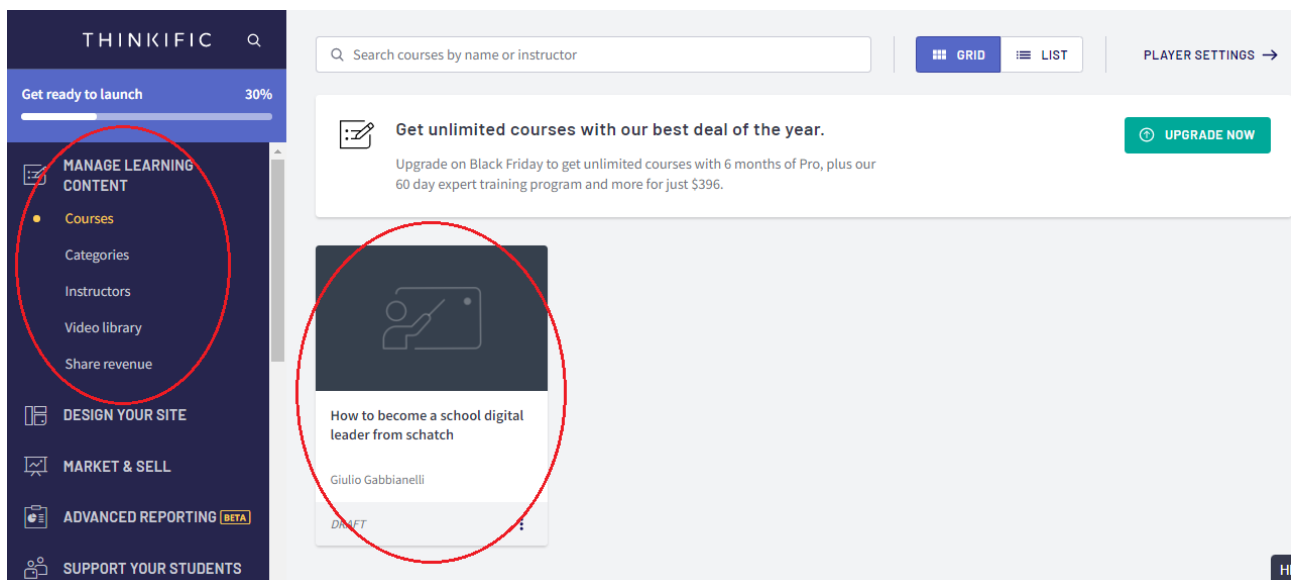 THINKIFIC
Get ready to launch 30%
MANAGE LEARNING
CONTENT
Courses
Categories
Instructors
Video library
Share revenue
DESIGN YOUR SITE
MARKET & SELL
ADVANCED REPORTING BETA
SUPPORT YOUR STUDENTS
Search courses by name or instructor
GRID
LIST
PLAYER SETTINGS →
Get unlimited courses with our best deal of the year.
Upgrade on Black Friday to get unlimited courses with 6 months of Pro, plus our
60 day expert training program and more for just $396.
UPGRADE NOW
How to become a school digital
leader from schatch
Giulio Gabbianelli
DRAFT